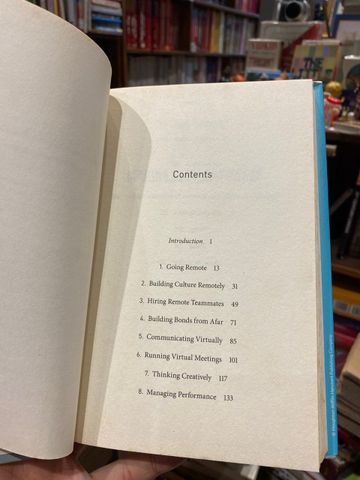 Contents
Introduction 1
1. Going Remote 13
2. Building Culture Remotely 31
3. Hiring Remote Teammates 49
4. Building Bonds from Afar 71
5. Communicating Virtually 85
6. Running Virtual Meetings 101
7. Thinking Creatively 117
8. Managing Performance 133